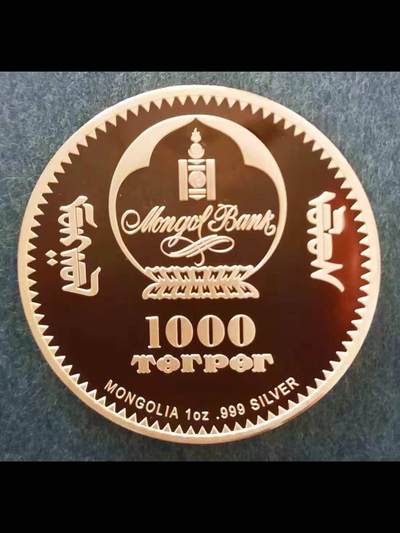 Mongol Bank
1000
төгрөг
MONGOLIA 1oz .999 SILVER